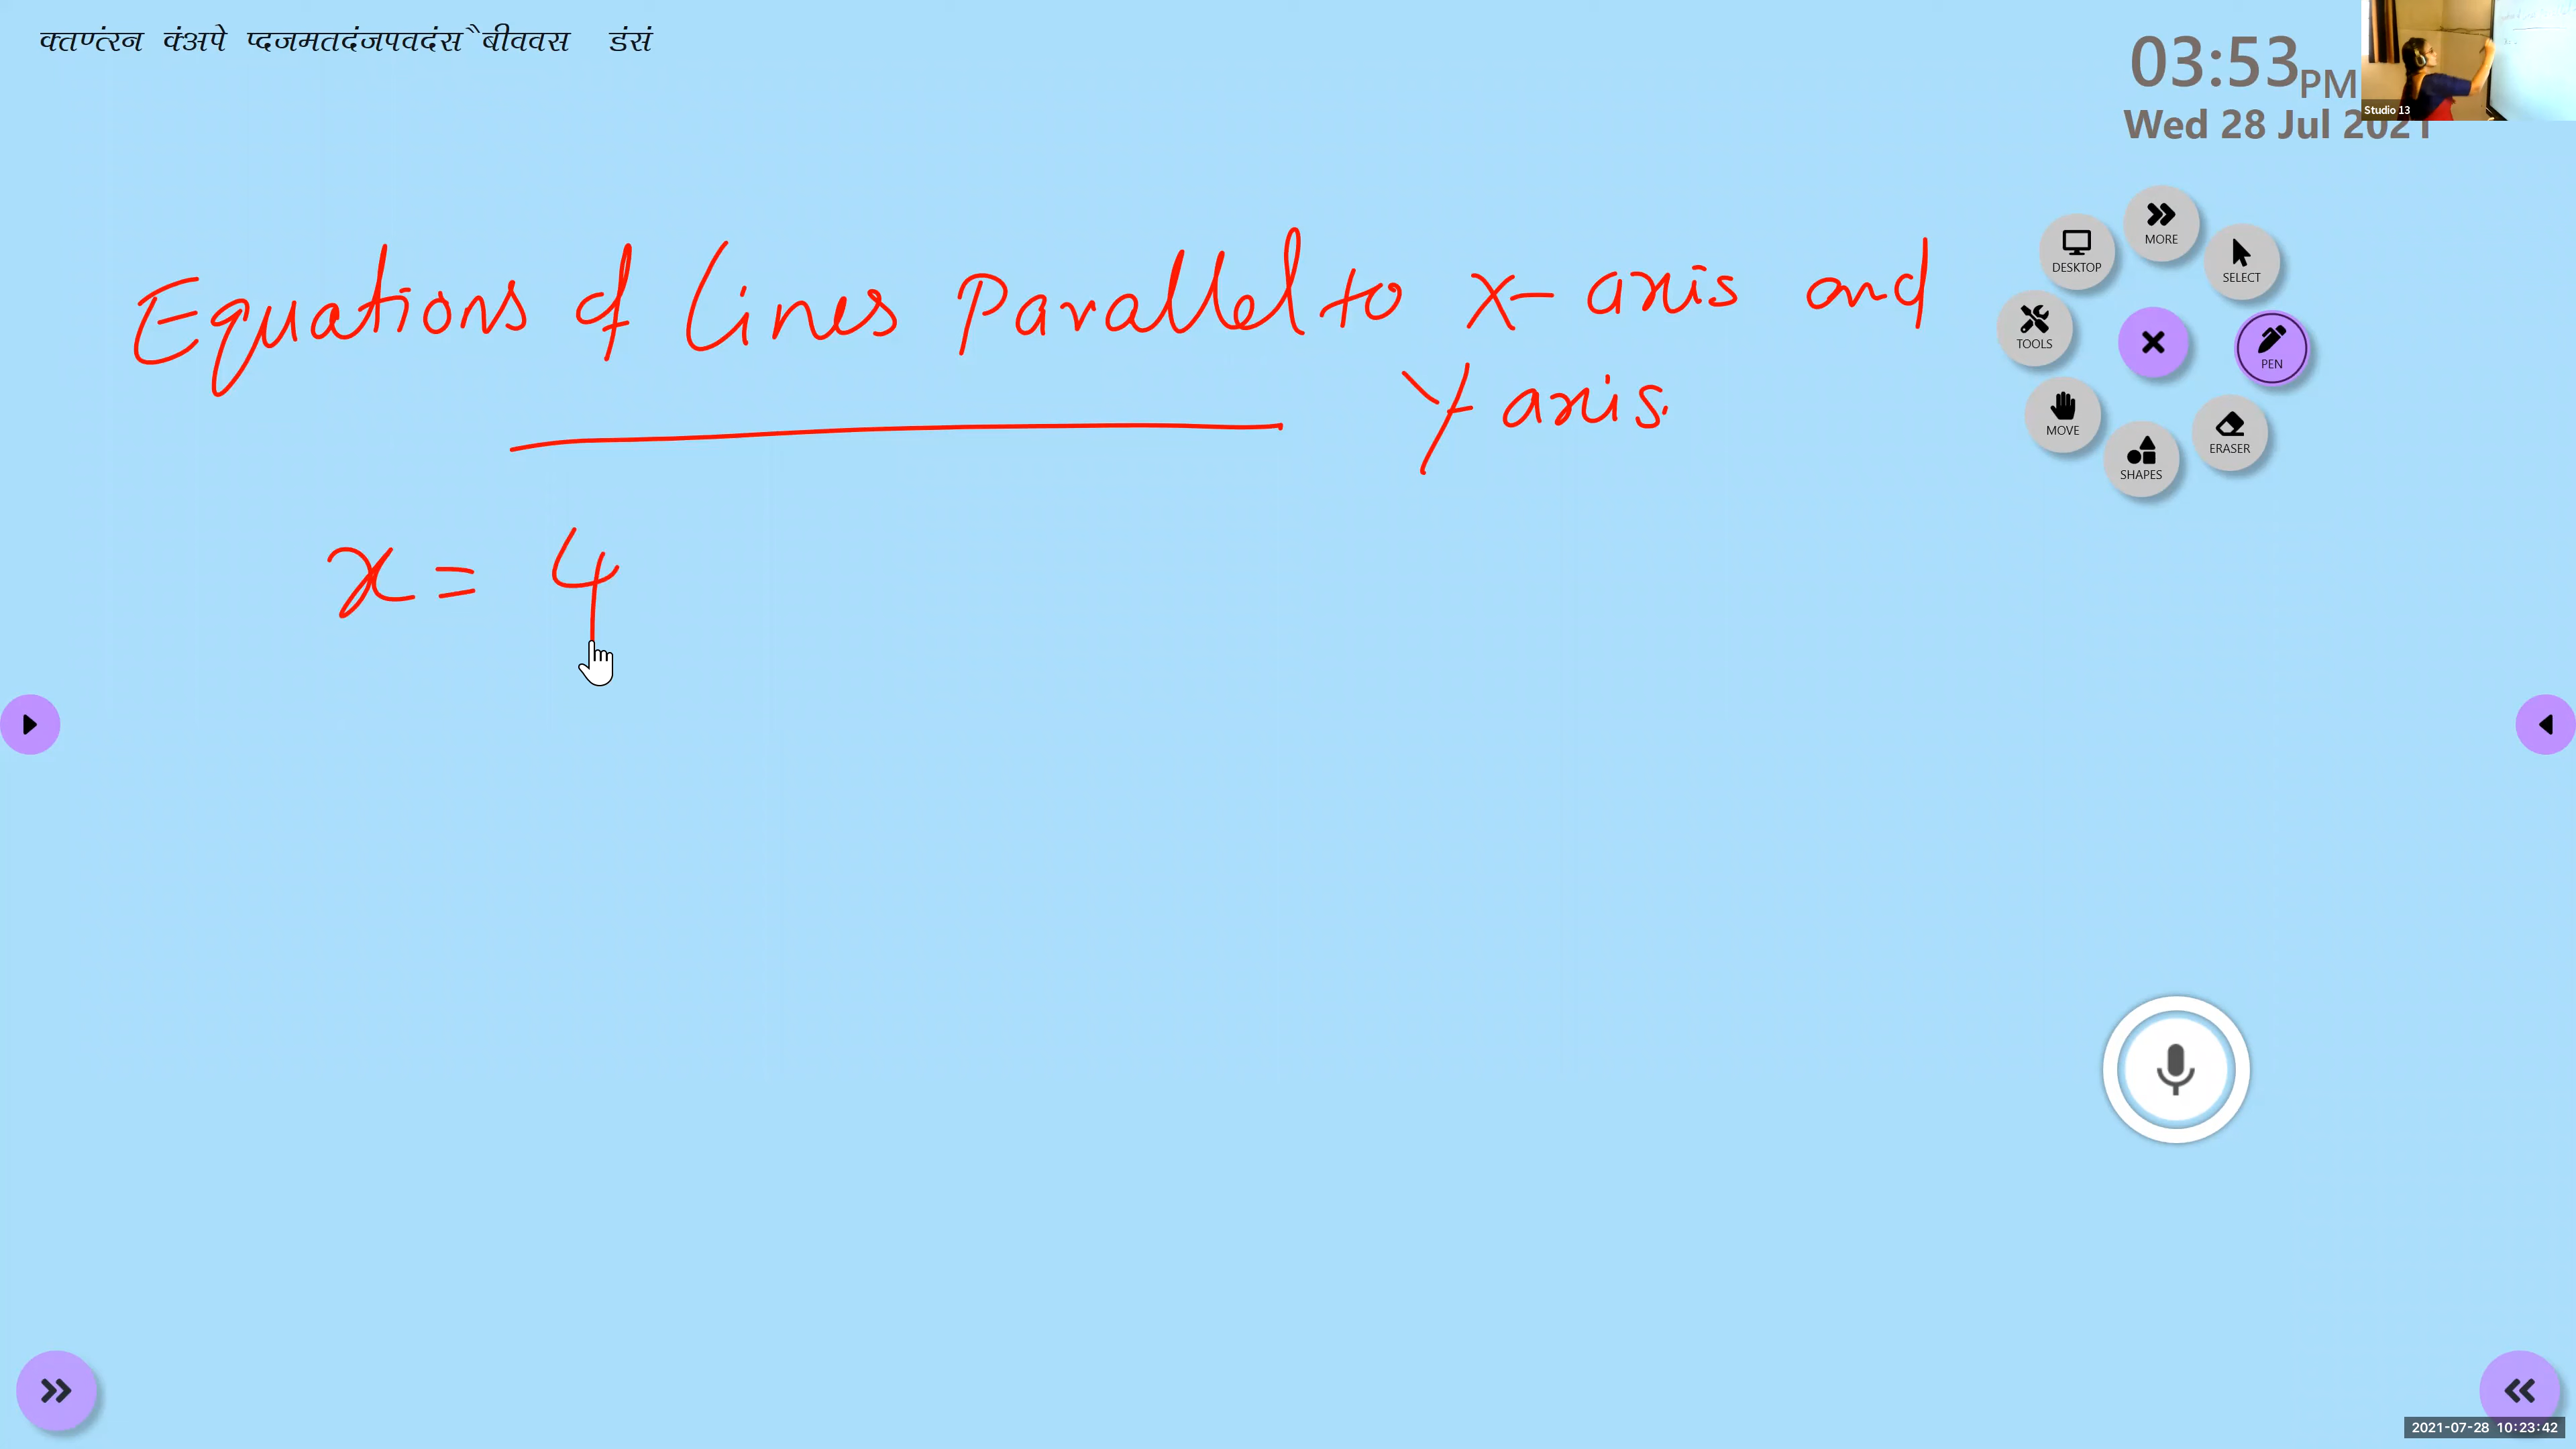 क्तण्तंरन कंअपे प्दजमतदंजपवदंस ैबीववस डंसं
03:53PM
Studio 13
Wed 28 Jul 2021
Equations of Lines Parallel to X-axis and
Y axis.
x = 4
MORE
DESKTOP
SELECT
TOOLS
PEN
MOVE
ERASER
SHAPES
2021-07-28 10:23:42